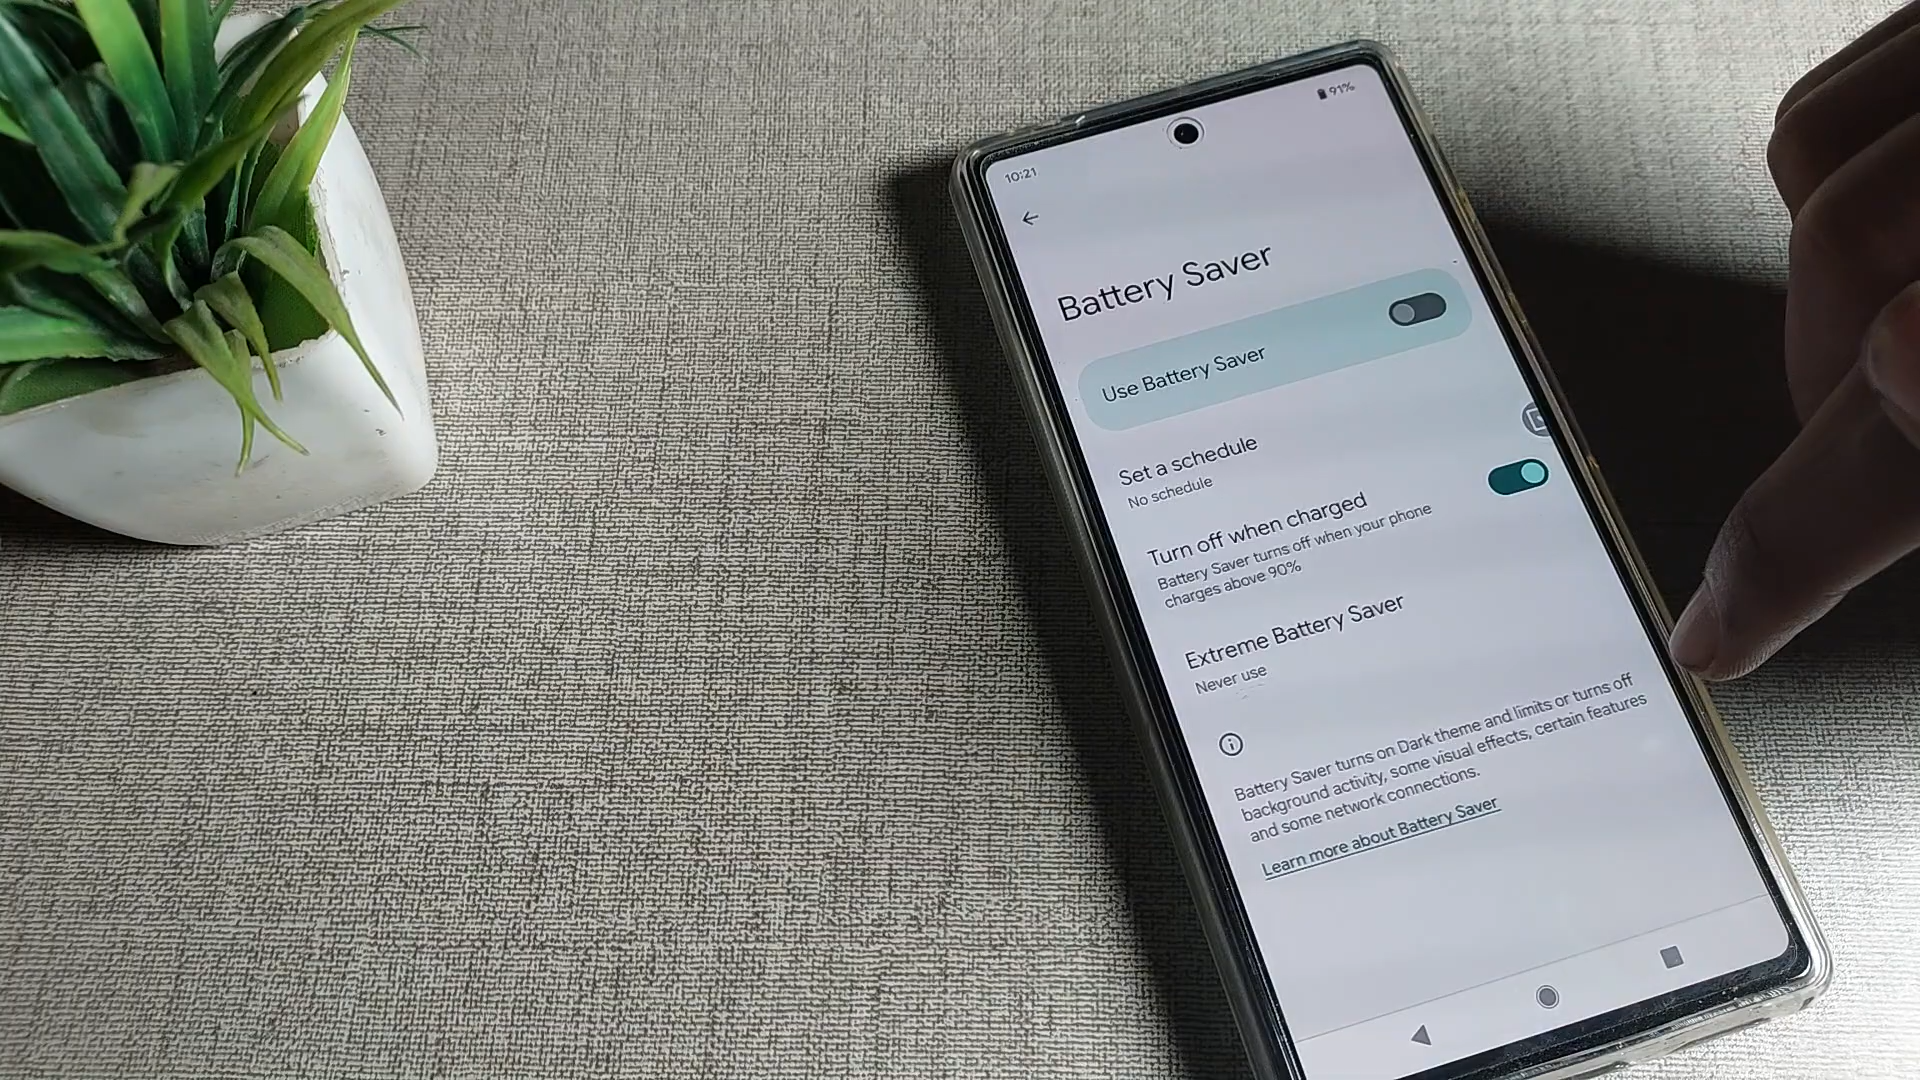 91%
10:21
Battery Saver
Use Battery Saver
Set a schedule
No schedule
Turn off when charged
Battery Saver turns off when your phone
charges above 90%
Extreme Battery Saver
Never use
Battery Saver turns on Dark theme and limits or turns off
background activity, some visual effects, certain features
and some network connections.
Learn more about Battery Saver